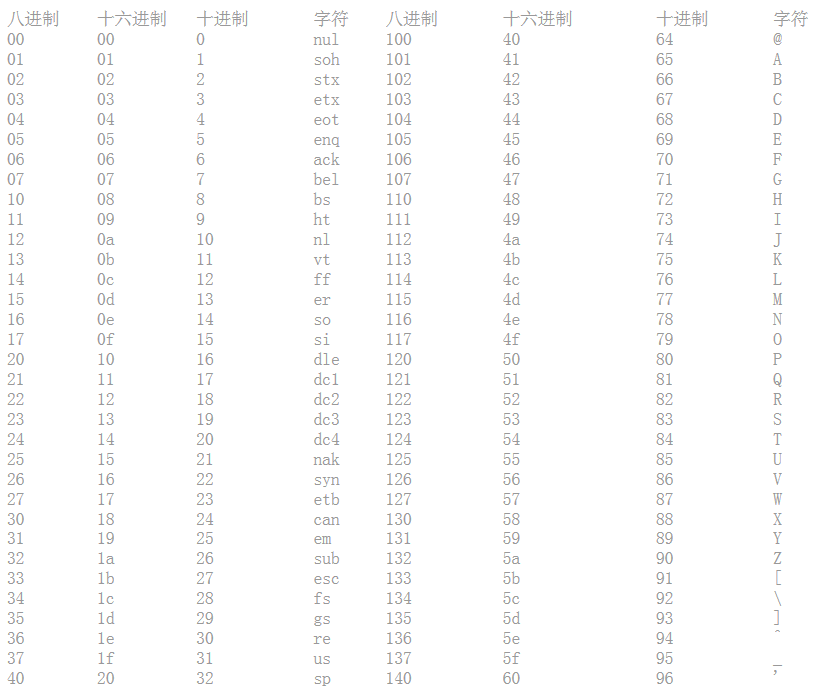 八进制 十六进制 十进制 字符 八进制 十六进制 十进制 字符
00 00 0 nul 100 40 64 @
01 01 1 soh 101 41 65 A
02 02 2 stx 102 42 66 B
03 03 3 etx 103 43 67 C
04 04 4 eot 104 44 68 D
05 05 5 enq 105 45 69 E
06 06 6 ack 106 46 70 F
07 07 7 bel 107 47 71 G
10 08 8 bs 110 48 72 H
11 09 9 ht 111 49 73 I
12 0a 10 nl 112 4a 74 J
13 0b 11 vt 113 4b 75 K
14 0c 12 ff 114 4c 76 L
15 0d 13 er 115 4d 77 M
16 0e 14 so 116 4e 78 N
17 0f 15 si 117 4f 79 O
20 10 16 dle 120 50 80 P
21 11 17 dc1 121 51 81 Q
22 12 18 dc2 122 52 82 R
23 13 19 dc3 123 53 83 S
24 14 20 dc4 124 54 84 T
25 15 21 nak 125 55 85 U
26 16 22 syn 126 56 86 V
27 17 23 etb 127 57 87 W
30 18 24 can 130 58 88 X
31 19 25 em 131 59 89 Y
32 1a 26 sub 132 5a 90 Z
33 1b 27 esc 133 5b 91 [
34 1c 28 fs 134 5c 92 \
35 1d 29 gs 135 5d 93 ]
36 1e 30 re 136 5e 94 ^
37 1f 31 us 137 5f 95 _
40 20 32 sp 140 60 96 '